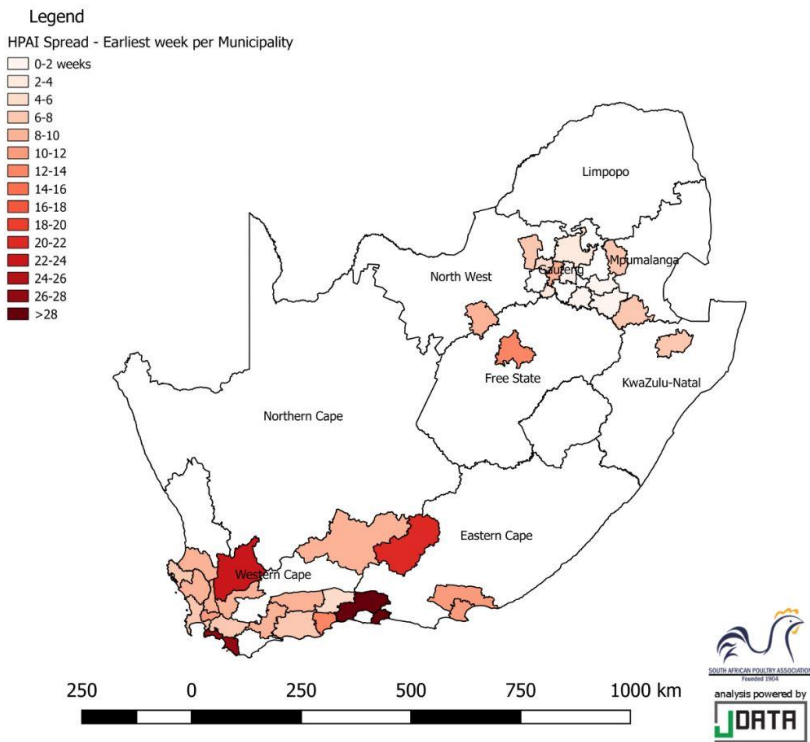 Legend
HPAI Spread - Earliest week per Municipality
0-2 weeks
2-4
4-6
6-8
8-10
10-12
12-14
14-16
16-18
18-20
20-22
22-24
24-26
26-28
>28
Limpopo
North West
Gauteng
Mpumalanga
Free State
KwaZulu-Natal
Northern Cape
Eastern Cape
Western Cape
250 0 250 500 750 1000 km
SOUTH AFRICAN POULTRY ASSOCIATION
Founded 1904
analysis powered by
JDATA